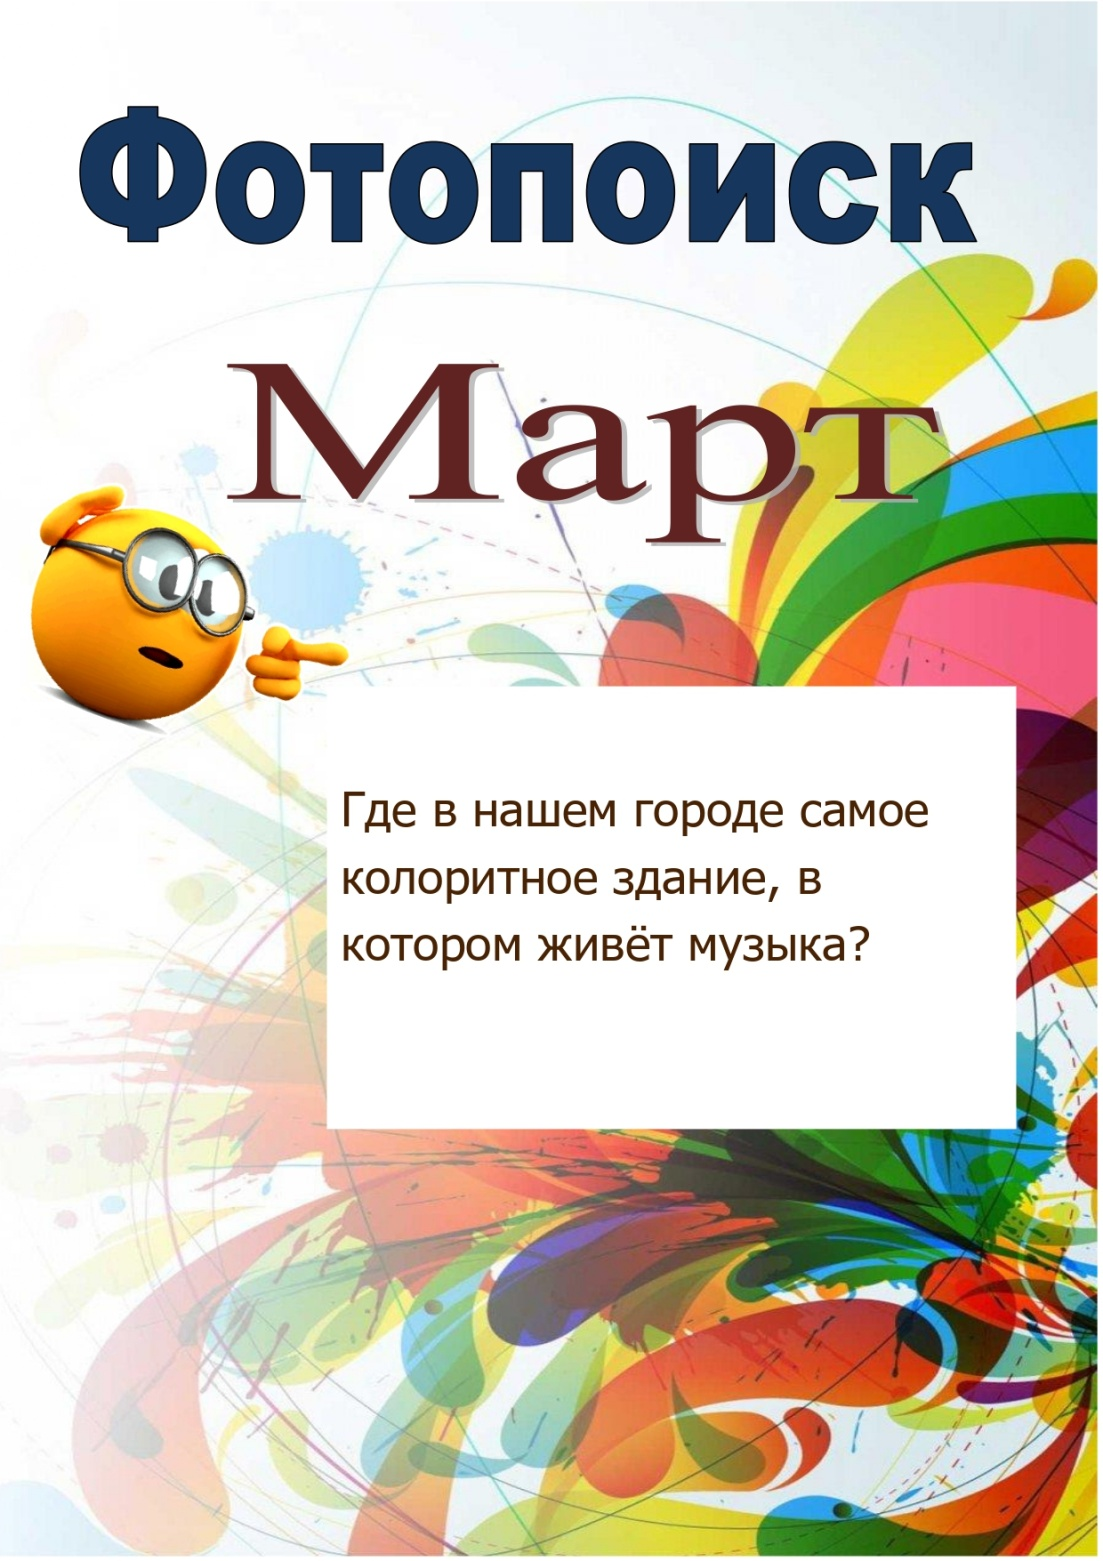 Фотопоиск
Март
Где в нашем городе самое
колоритное здание, в
котором живёт музыка?